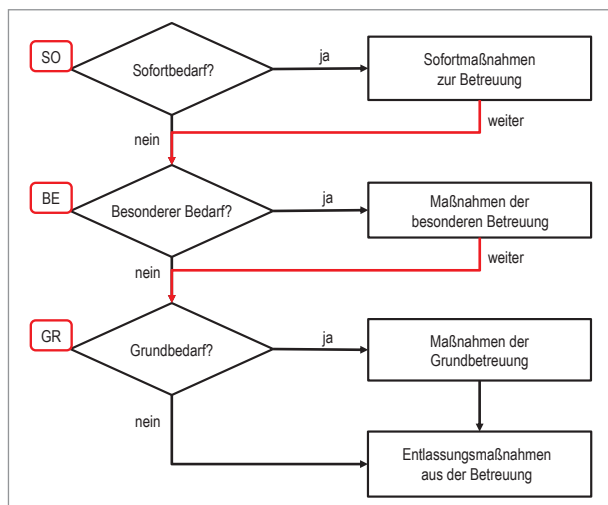 SO
Sofortbedarf?
ja
Sofortmaßnahmen
zur Betreuung
nein
weiter
BE
Besonderer Bedarf?
ja
Maßnahmen der
besonderen Betreuung
nein
weiter
GR
Grundbedarf?
ja
Maßnahmen der
Grundbetreuung
nein
Entlassungsmaßnahmen
aus der Betreuung